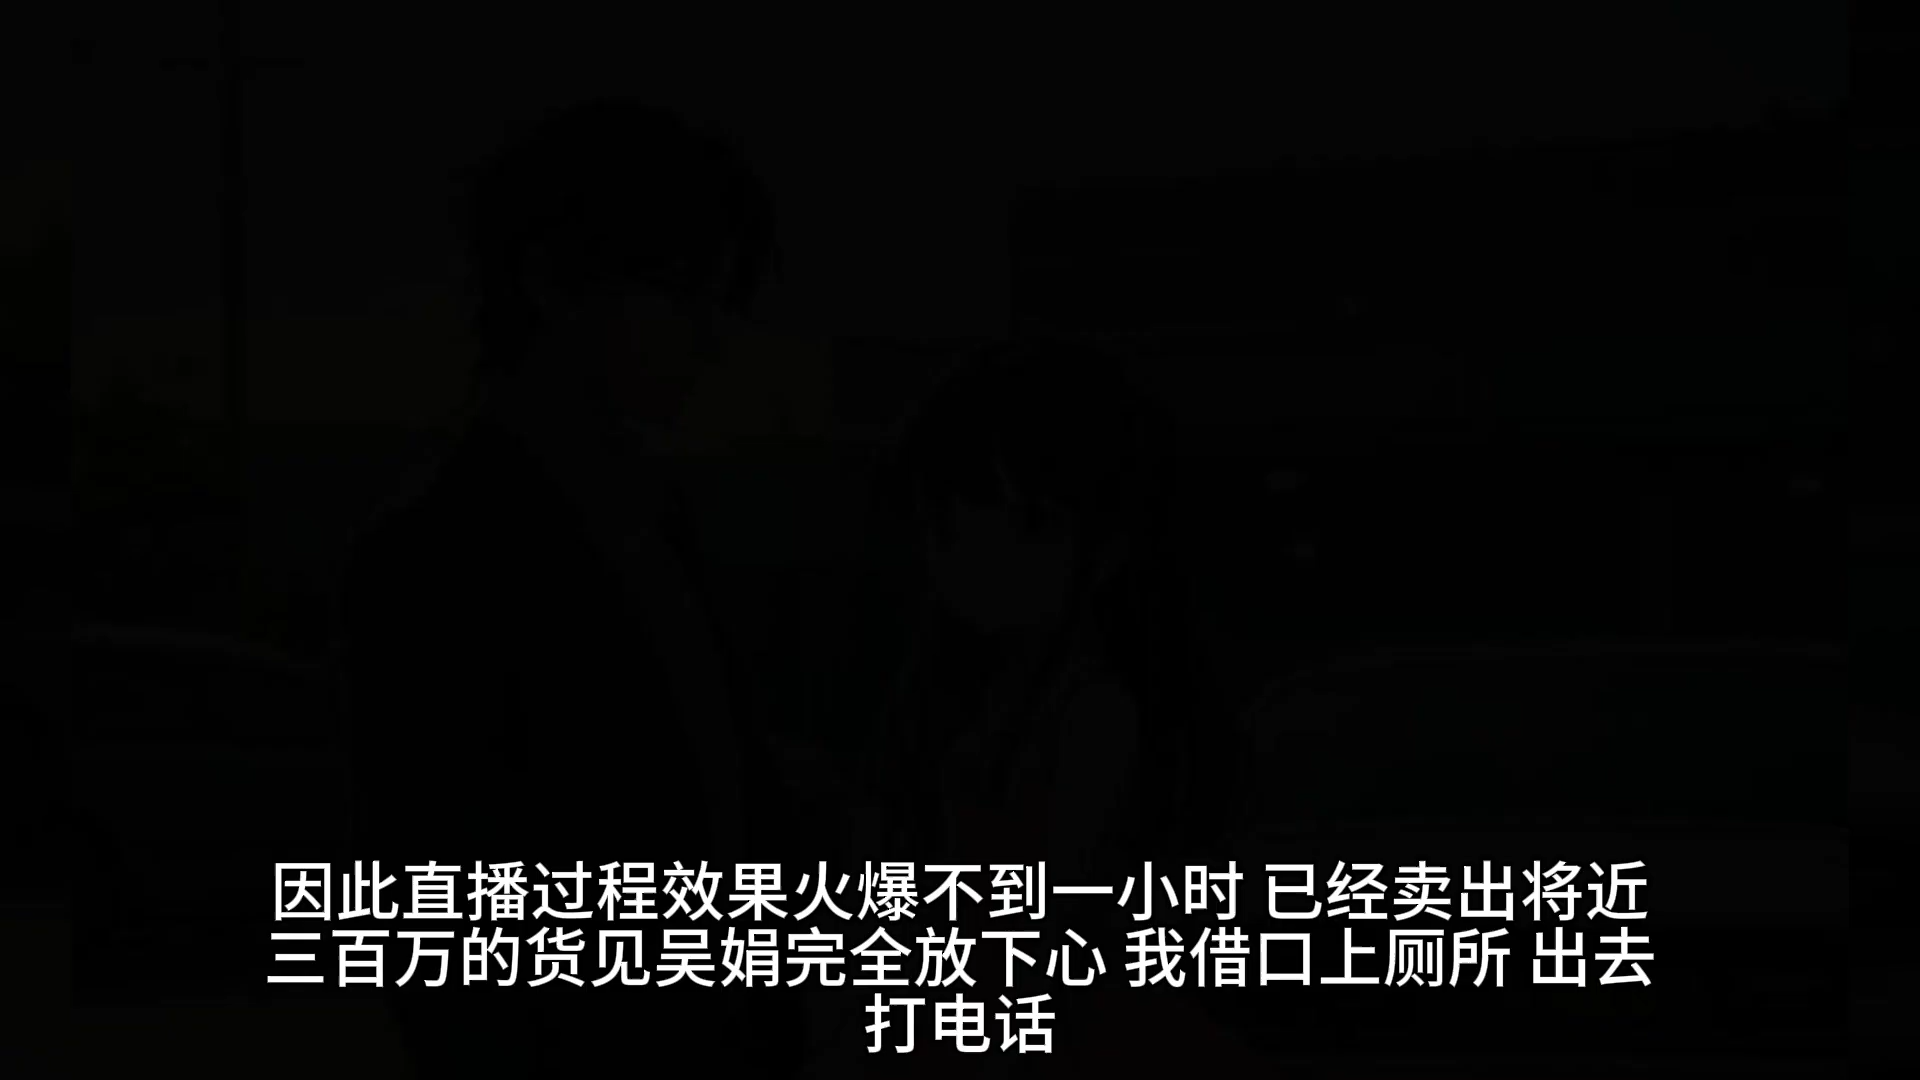 因此直播过程效果火爆不到一小时 已经卖出将近
三百万的货见吴娟完全放下心 我借口上厕所 出去
打电话